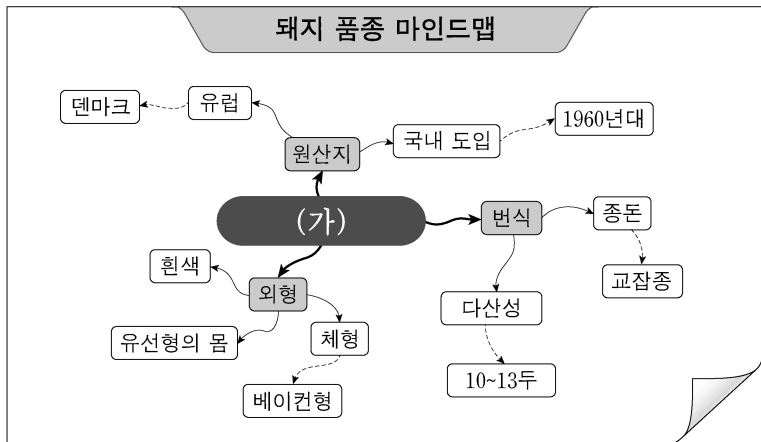 돼지 품종 마인드맵
덴마크
유럽
국내 도입
1960년대
원산지
(가)
번식
종돈
교잡종
다산성
10~13두
흰색
외형
유선형의 몸
체형
베이컨형